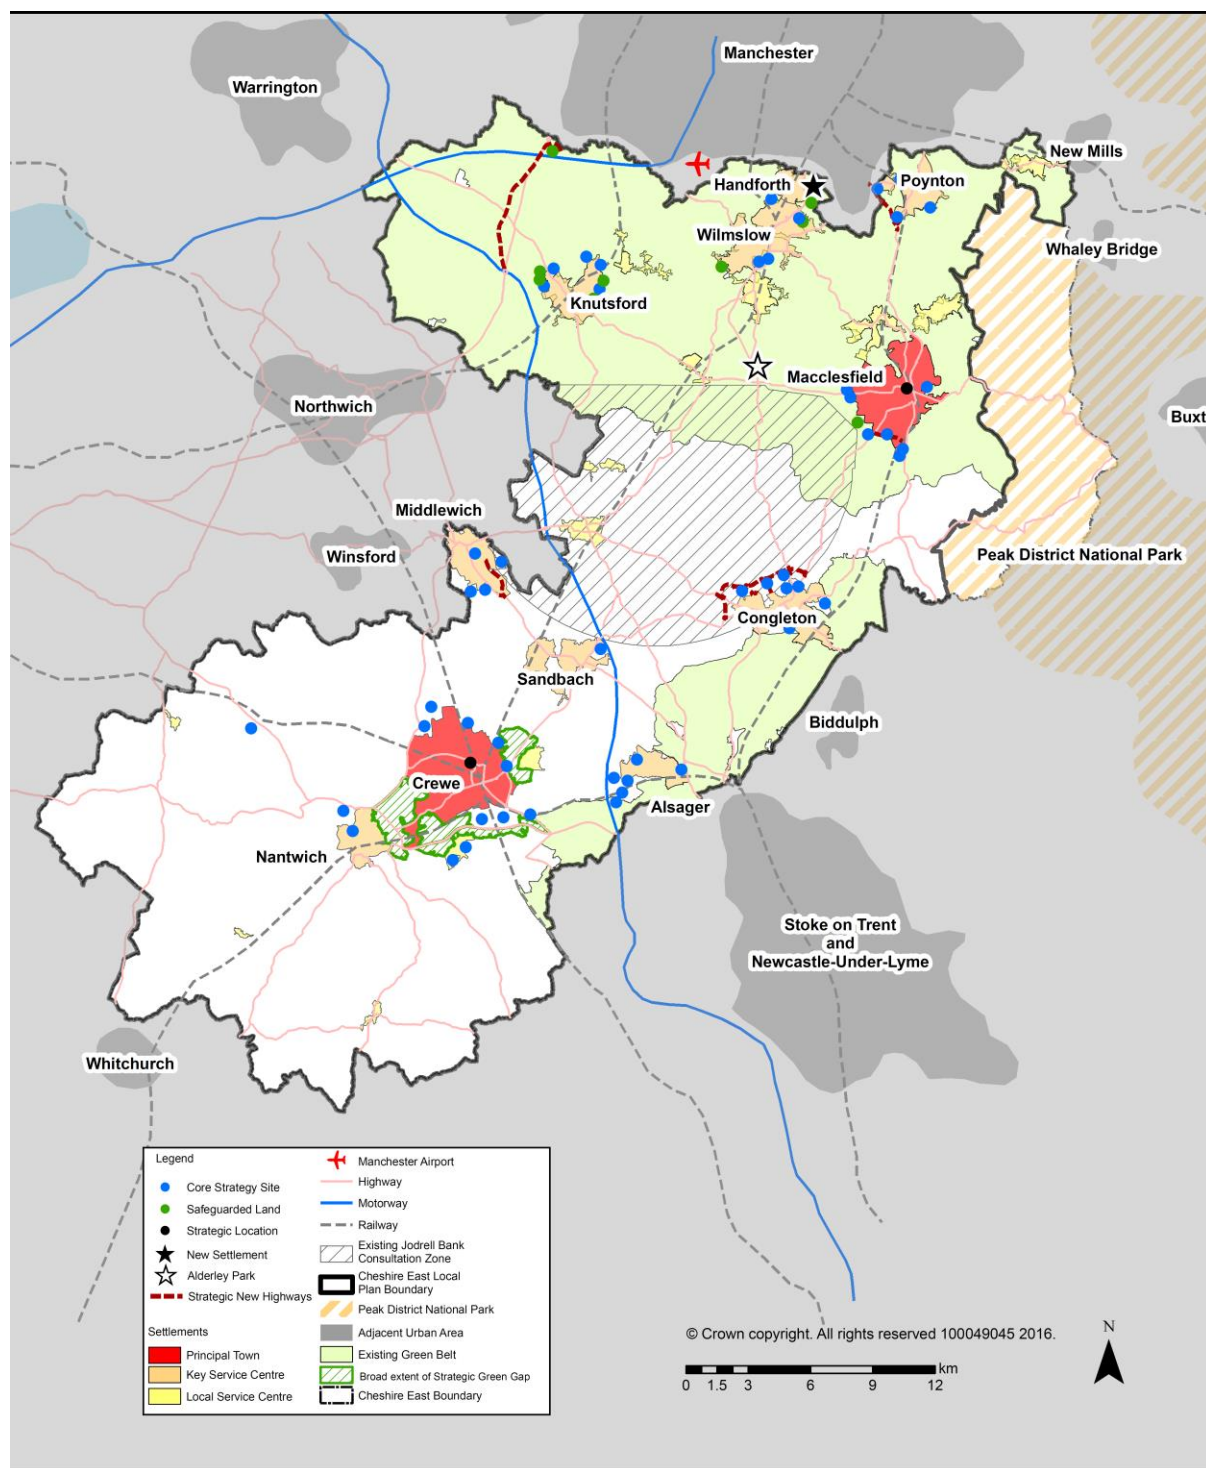 Manchester
Warrington
New Mills
Handforth
Poynton
Wilmslow
Whaley Bridge
Knutsford
Macclesfield
Northwich
Buxt
Middlewich
Winsford
Peak District National Park
Congleton
Sandbach
Biddulph
Crewe
Alsager
Nantwich
Stoke on Trent
and
Newcastle-Under-Lyme
Whitchurch
Legend
Core Strategy Site
Safeguarded Land
Strategic Location
New Settlement
Alderley Park
Strategic New Highways
Settlements
Principal Town
Key Service Centre
Local Service Centre
Manchester Airport
Highway
Motorway
Railway
Existing Jodrell Bank
Consultation Zone
Cheshire East Local
Plan Boundary
Peak District National Park
Adjacent Urban Area
Existing Green Belt
Broad extent of Strategic Green Gap
Cheshire East Boundary
© Crown copyright. All rights reserved 100049045 2016.
N
km
0 1.5 3 6 9 12